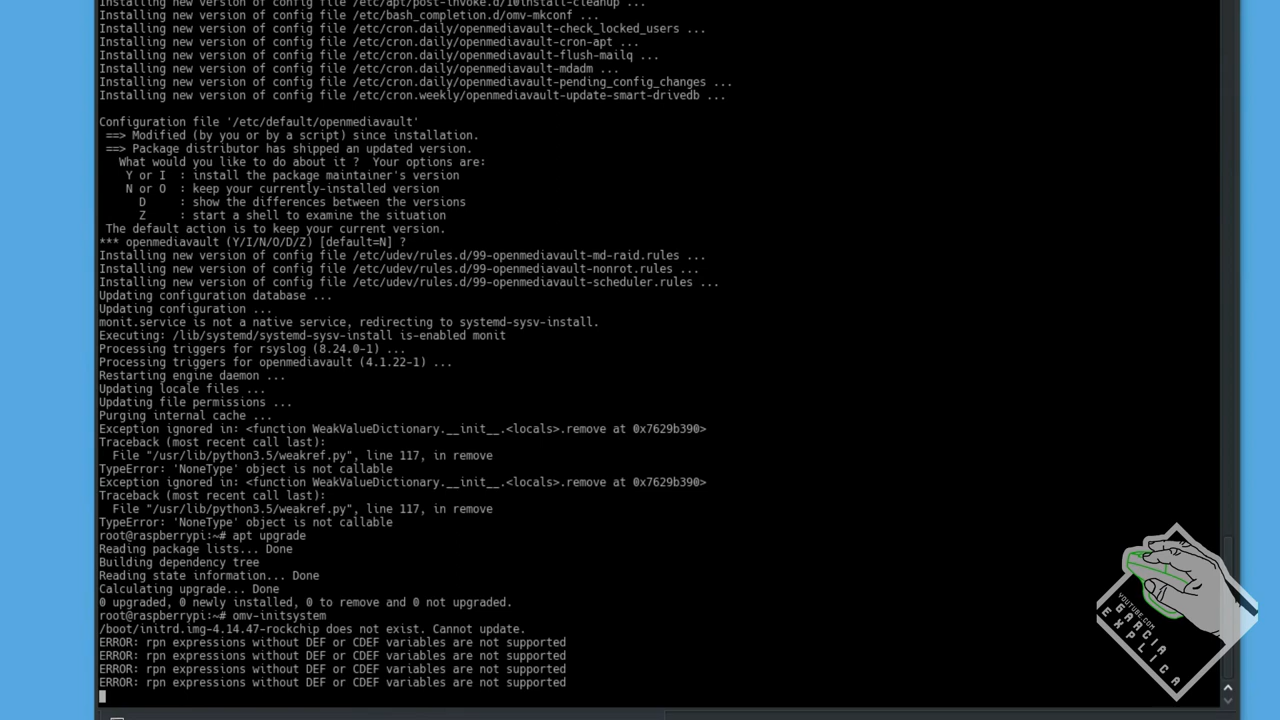 Installing new version of config file /etc/apt/post-invoke.d/10install-cleanup ...
Installing new version of config file /etc/bash_completion.d/omv-mkconf ...
Installing new version of config file /etc/cron.daily/openmediavault-check_locked_users ...
Installing new version of config file /etc/cron.daily/openmediavault-cron-apt ...
Installing new version of config file /etc/cron.daily/openmediavault-flush-mailq ...
Installing new version of config file /etc/cron.daily/openmediavault-mdadm ...
Installing new version of config file /etc/cron.daily/openmediavault-pending_config_changes ...
Installing new version of config file /etc/cron.weekly/openmediavault-update-smart-drivedb ...
Configuration file '/etc/default/openmediavault'
==> Modified (by you or by a script) since installation.
==> Package distributor has shipped an updated version.
What would you like to do about it ?  Your options are:
Y or I  : install the package maintainer's version
N or O  : keep your currently-installed version
D     : show the differences between the versions
Z     : start a shell to examine the situation
The default action is to keep your current version.
*** openmediavault (Y/I/N/O/D/Z) [default=N] ?
Installing new version of config file /etc/udev/rules.d/99-openmediavault-md-raid.rules ...
Installing new version of config file /etc/udev/rules.d/99-openmediavault-nonrot.rules ...
Installing new version of config file /etc/udev/rules.d/99-openmediavault-scheduler.rules ...
Updating configuration database ...
Updating configuration ...
monit.service is not a native service, redirecting to systemd-sysv-install.
Executing: /lib/systemd/systemd-sysv-install is-enabled monit
Processing triggers for rsyslog (8.24.0-1) ...
Processing triggers for openmediavault (4.1.22-1) ...
Restarting engine daemon ...
Updating locale files ...
Updating file permissions ...
Purging internal cache ...
Exception ignored in: <function WeakValueDictionary.__init__.<locals>.remove at 0x7629b390>
Traceback (most recent call last):
File "/usr/lib/python3.5/weakref.py", line 117, in remove
TypeError: 'NoneType' object is not callable
Exception ignored in: <function WeakValueDictionary.__init__.<locals>.remove at 0x7629b390>
Traceback (most recent call last):
File "/usr/lib/python3.5/weakref.py", line 117, in remove
TypeError: 'NoneType' object is not callable
root@raspberrypi:~# apt upgrade
Reading package lists... Done
Building dependency tree
Reading state information... Done
Calculating upgrade... Done
0 upgraded, 0 newly installed, 0 to remove and 0 not upgraded.
root@raspberrypi:~# omv-initsystem
/boot/initrd.img-4.14.47-rockchip does not exist. Cannot update.
ERROR: rpn expressions without DEF or CDEF variables are not supported
ERROR: rpn expressions without DEF or CDEF variables are not supported
ERROR: rpn expressions without DEF or CDEF variables are not supported
ERROR: rpn expressions without DEF or CDEF variables are not supported
YOUTUBE.COM
GARCIA
EXPLICA